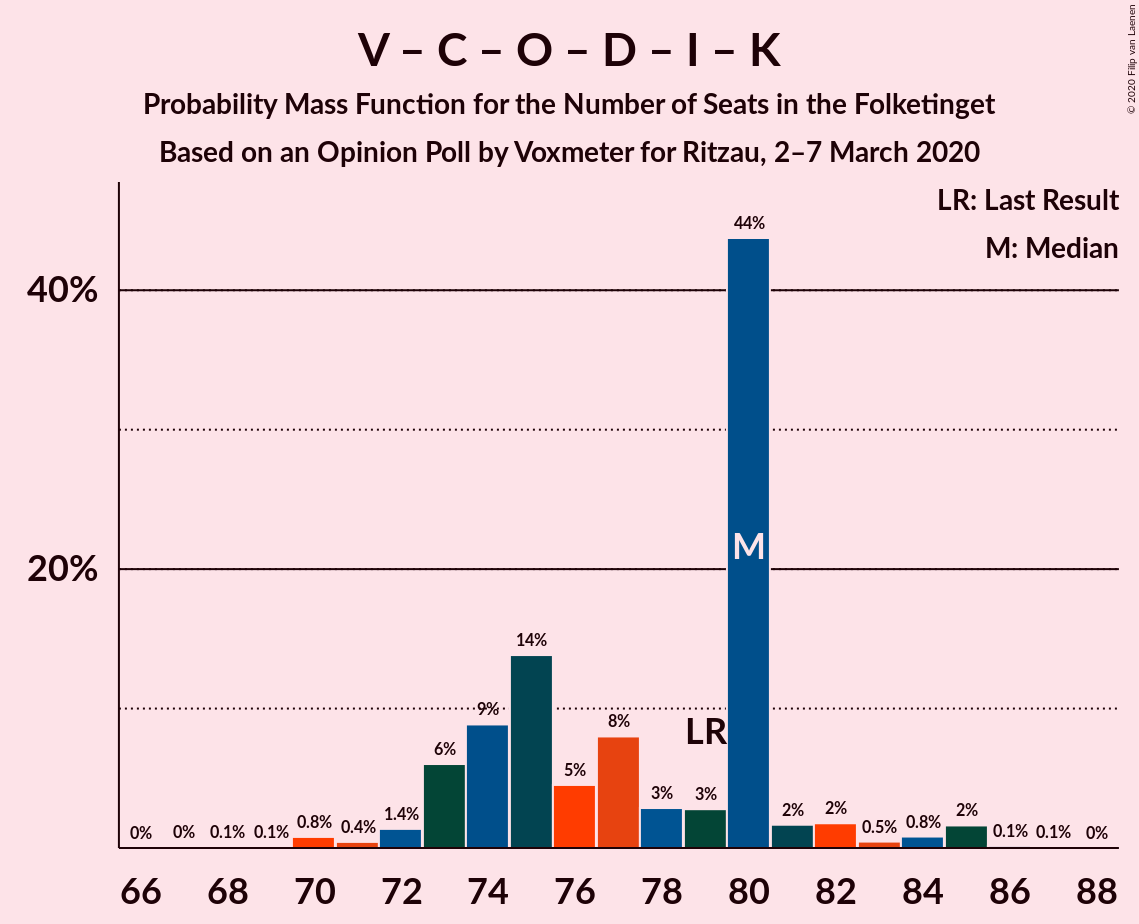 V – C – O – D – I – K
Probability Mass Function for the Number of Seats in the Folketinget
Based on an Opinion Poll by Voxmeter for Ritzau, 2–7 March 2020
© 2020 Filip van Laenen
LR: Last Result
M: Median
44%
40%
M
20%
14%
9%
LR
8%
6%
5%
3%
3%
2%
2%
2%
0%
0%
0.1%
0.1%
0.8%
0.4%
1.4%
0.5%
0.8%
0.1%
0.1%
0%
66 68 70 72 74 76 78 80 82 84 86 88